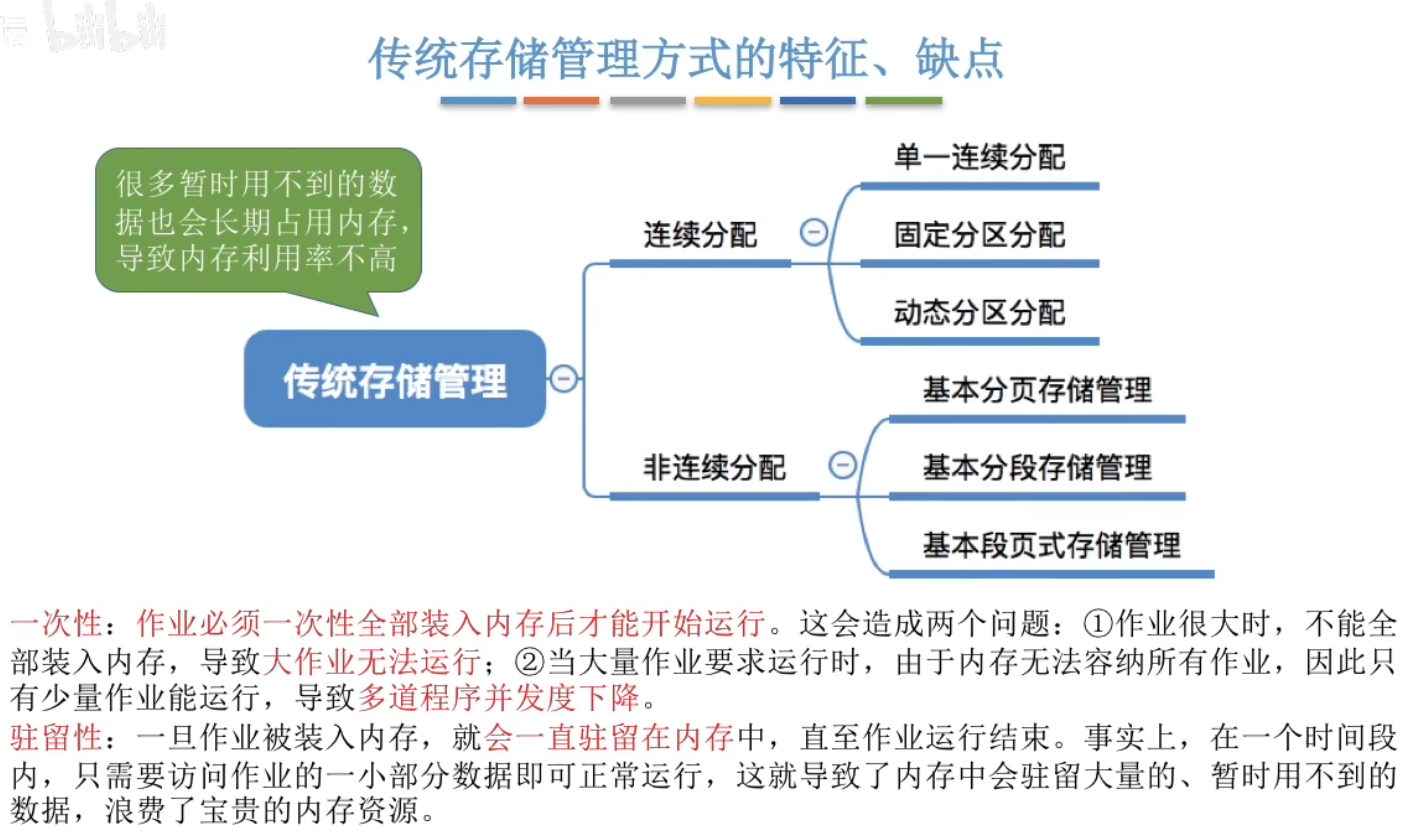 坛 bilibili
传统存储管理方式的特征、缺点
很多暂时用不到的数
据也会长期占用内存,
导致内存利用率不高
传统存储管理
连续分配
单一连续分配
固定分区分配
动态分区分配
非连续分配
基本分页存储管理
基本分段存储管理
基本段页式存储管理
一次性：作业必须一次性全部装入内存后才能开始运行。这会造成两个问题：①作业很大时，不能全
部装入内存，导致大作业无法运行；②当大量作业要求运行时，由于内存无法容纳所有作业，因此只
有少量作业能运行，导致多道程序并发度下降。
驻留性：一旦作业被装入内存，就会一直驻留在内存中，直至作业运行结束。事实上，在一个时间段
内，只需要访问作业的一小部分数据即可正常运行，这就导致了内存中会驻留大量的、暂时用不到的
数据，浪费了宝贵的内存资源。